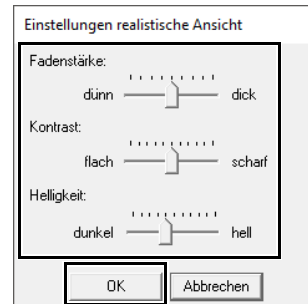 Einstellungen realistische Ansicht
Fadenstärke:
dünn dick
Kontrast:
flach scharf
Helligkeit:
dunkel hell
OK Abbrechen